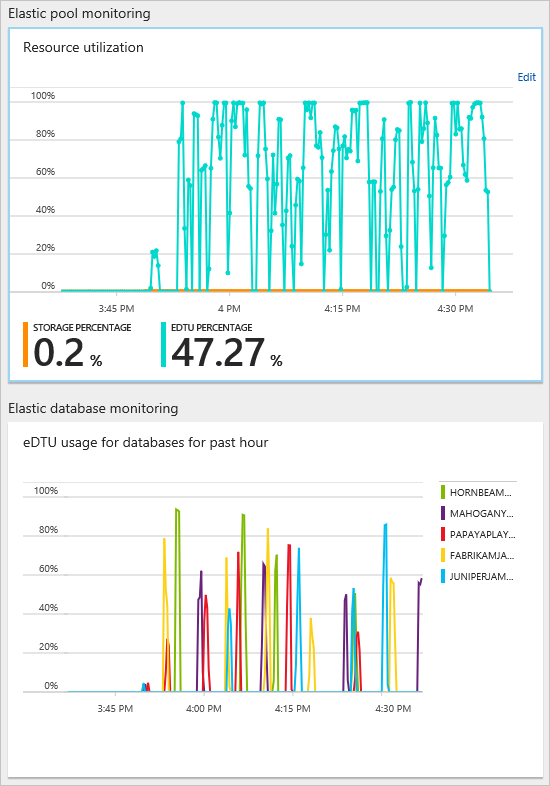 Elastic pool monitoring
Resource utilization
Edit
100%
80%
60%
40%
20%
0%
3:45 PM 4 PM 4:15 PM 4:30 PM
STORAGE PERCENTAGE
0.2 %
EDTU PERCENTAGE
47.27 %
Elastic database monitoring
eDTU usage for databases for past hour
100%
80%
60%
40%
20%
0%
3:45 PM 4:00 PM 4:15 PM 4:30 PM
HORNBEAM...
MAHOGANY...
PAPAYAPLAY...
FABRIKAMJA...
JUNIPERJAM...